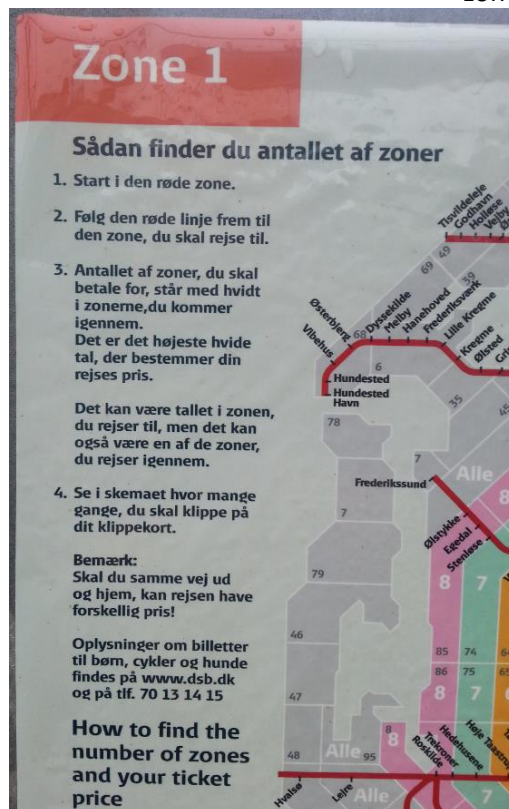 Zone 1
Sådan finder du antallet af zoner
1. Start i den røde zone.
2. Følg den røde linje frem til
den zone, du skal rejse til.
3. Antallet af zoner, du skal
betale for, står med hvidt
i zonerne,du kommer
igennem.
Det er det højeste hvide
tal, der bestemmer din
rejses pris.
Det kan være tallet i zonen,
du rejser til, men det kan
også være en af de zoner,
du rejser igennem.
4. Se i skemaet hvor mange
gange, du skal klippe på
dit klippekort.
Bemærk:
Skal du samme vej ud
og hjem, kan rejsen have
forskellig pris!
Oplysninger om billetter
til børn, cykler og hunde
findes på www.dsb.dk
og på tlf. 70 13 14 15
How to find the
number of zones
and your ticket
price
Tisvildeleje
Godhavn
Holløse
Vejby
69
49
39
Østerbjerg
Vibehus
68
Dyssekilde
Melby
Hanehoved
Frederiksværk
Lille Kregme
Kregme
Ølsted
6
Hundested
Hundested
Havn
35
45
78
7
Alle
Frederikssund
8
Ølstykke
Egedal
Stenløse
7
8
7
79
46
85
74
64
86
75
65
8
7
47
48
Alle
95
8
8
Trekroner
Roskilde
Hedehusene
Høje Taastrup
Hvalsø
Lejre
Alle
7